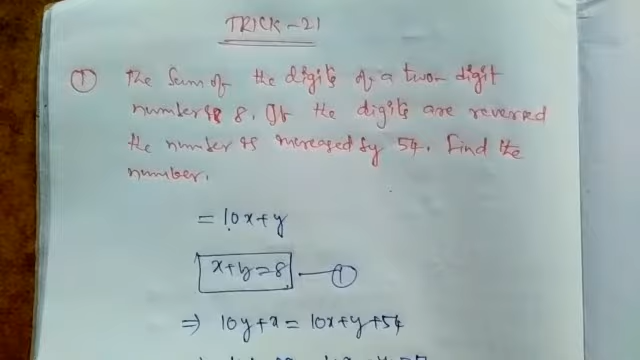 TRICK - 21
① The Sum of the digits of a two digit
number is 8. If the digits are reversed
the number is increased by 54. Find the
number.
= 10x+y
x+y=8 — ①
⇒ 10y+x = 10x+y+54